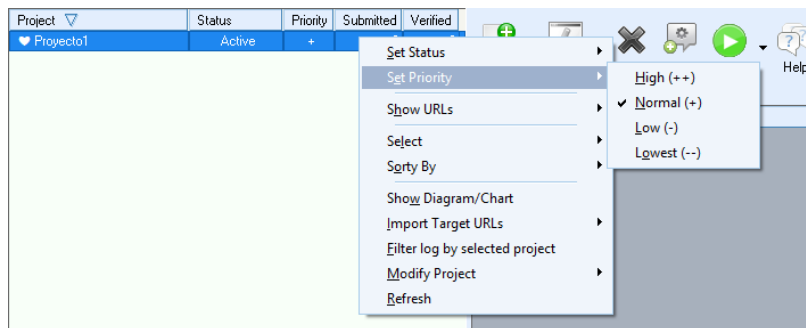 Project Status Priority Submitted Verified
Proyecto1 Active +
Set Status
Set Priority
Show URLs
Select
Sorty By
Show Diagram/Chart
Import Target URLs
Filter log by selected project
Modify Project
Refresh
High (++)
Normal (+)
Low (-)
Lowest (--)
Help